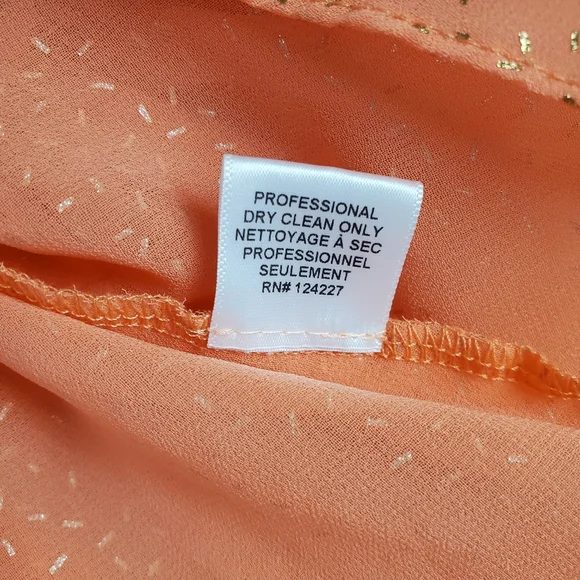 PROFESSIONAL
DRY CLEAN ONLY
NETTOYAGE À SEC
PROFESSIONNEL
SEULEMENT
RN# 124227